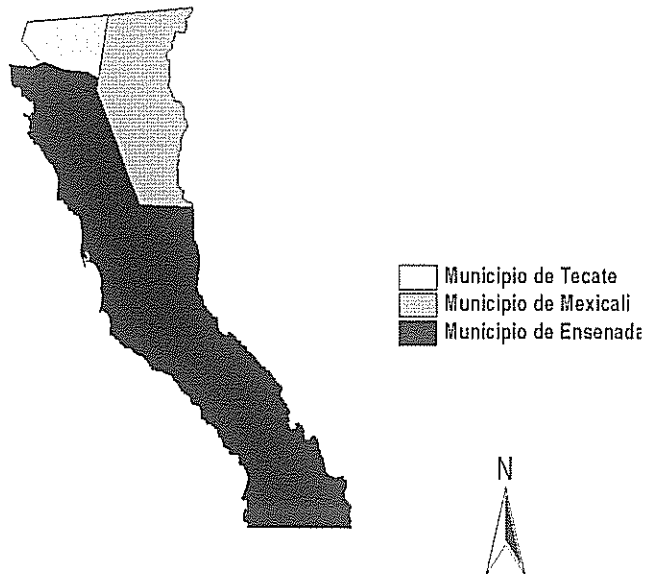 Municipio de Tecate
Municipio de Mexicali
Municipio de Ensenada
N